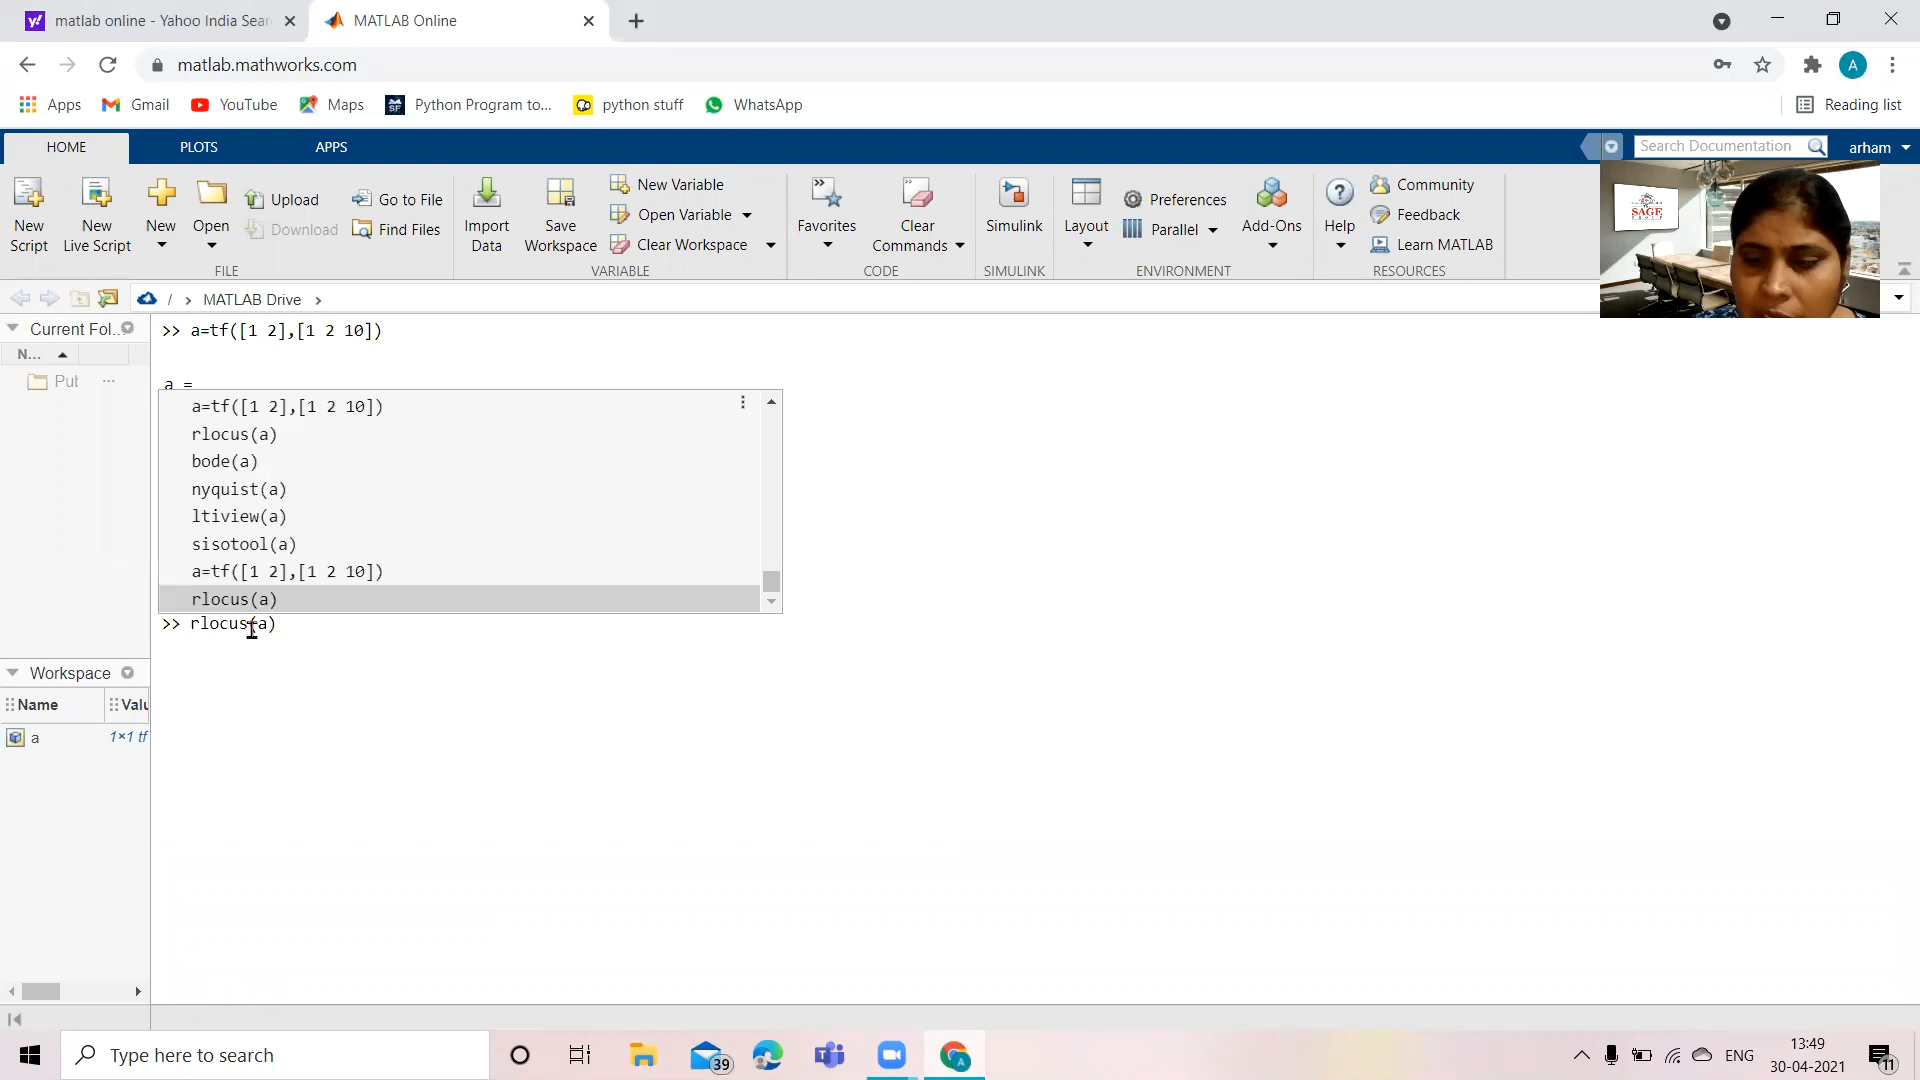 matlab online - Yahoo India Sear
MATLAB Online
matlab.mathworks.com
A
Apps
Gmail
YouTube
Maps
Python Program to...
python stuff
WhatsApp
Reading list
HOME
PLOTS
APPS
Search Documentation
arham
New Script
New Live Script
New
Open
Upload
Download
Go to File
Find Files
FILE
Import Data
Save Workspace
New Variable
Open Variable
Clear Workspace
VARIABLE
Favorites
Clear Commands
CODE
Simulink
SIMULINK
Layout
Preferences
Parallel
Add-Ons
ENVIRONMENT
Help
Community
Feedback
Learn MATLAB
RESOURCES
SAGE
/ > MATLAB Drive >
Current Fol...
N...
Put ...
>> a=tf([1 2],[1 2 10])
a =
a=tf([1 2],[1 2 10])
rlocus(a)
bode(a)
nyquist(a)
ltiview(a)
sisotool(a)
a=tf([1 2],[1 2 10])
rlocus(a)
>> rlocus(a)
Workspace
Name
Valu
a
1×1 tf
Type here to search
39
ENG
13:49
30-04-2021
11